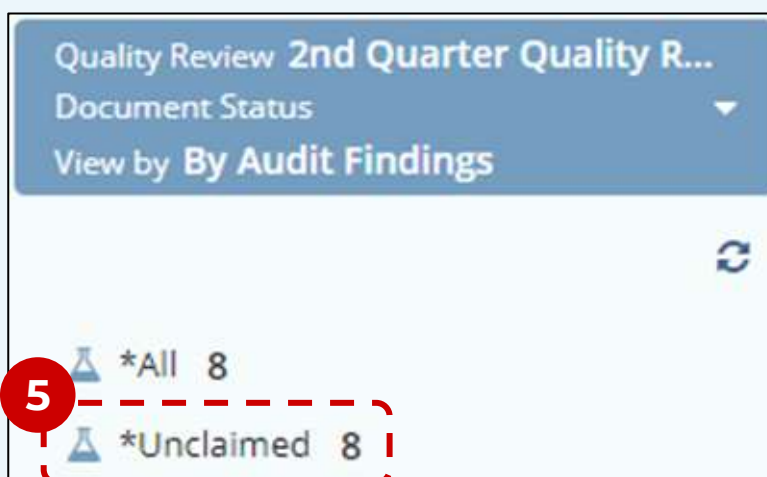 Quality Review 2nd Quarter Quality R...
Document Status
View by By Audit Findings
*All 8
5
*Unclaimed 8